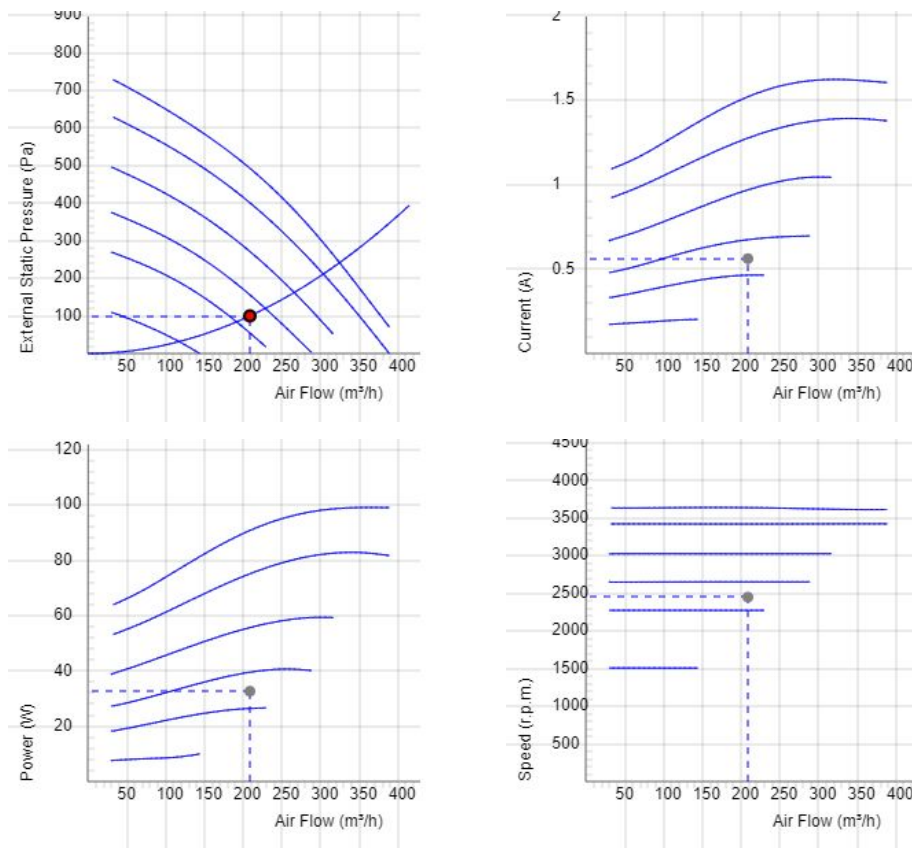 900
800
700
600
500
400
300
200
100
50 100 150 200 250 300 350 400
External Static Pressure (Pa)
Air Flow (m³/h)
2
1.5
1
0.5
50 100 150 200 250 300 350 400
Current (A)
Air Flow (m³/h)
120
100
80
60
40
20
50 100 150 200 250 300 350 400
Power (W)
Air Flow (m³/h)
4500
4000
3500
3000
2500
2000
1500
1000
500
50 100 150 200 250 300 350 400
Speed (r.p.m.)
Air Flow (m³/h)